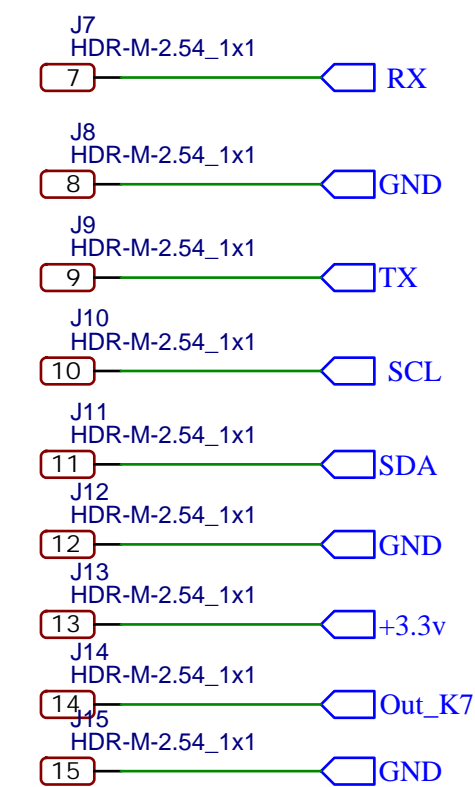 J7
HDR-M-2.54_1x1
7 RX
J8
HDR-M-2.54_1x1
8 GND
J9
HDR-M-2.54_1x1
9 TX
J10
HDR-M-2.54_1x1
10 SCL
J11
HDR-M-2.54_1x1
11 SDA
J12
HDR-M-2.54_1x1
12 GND
J13
HDR-M-2.54_1x1
13 +3.3v
J14
HDR-M-2.54_1x1
14 Out_K7
J15
HDR-M-2.54_1x1
15 GND